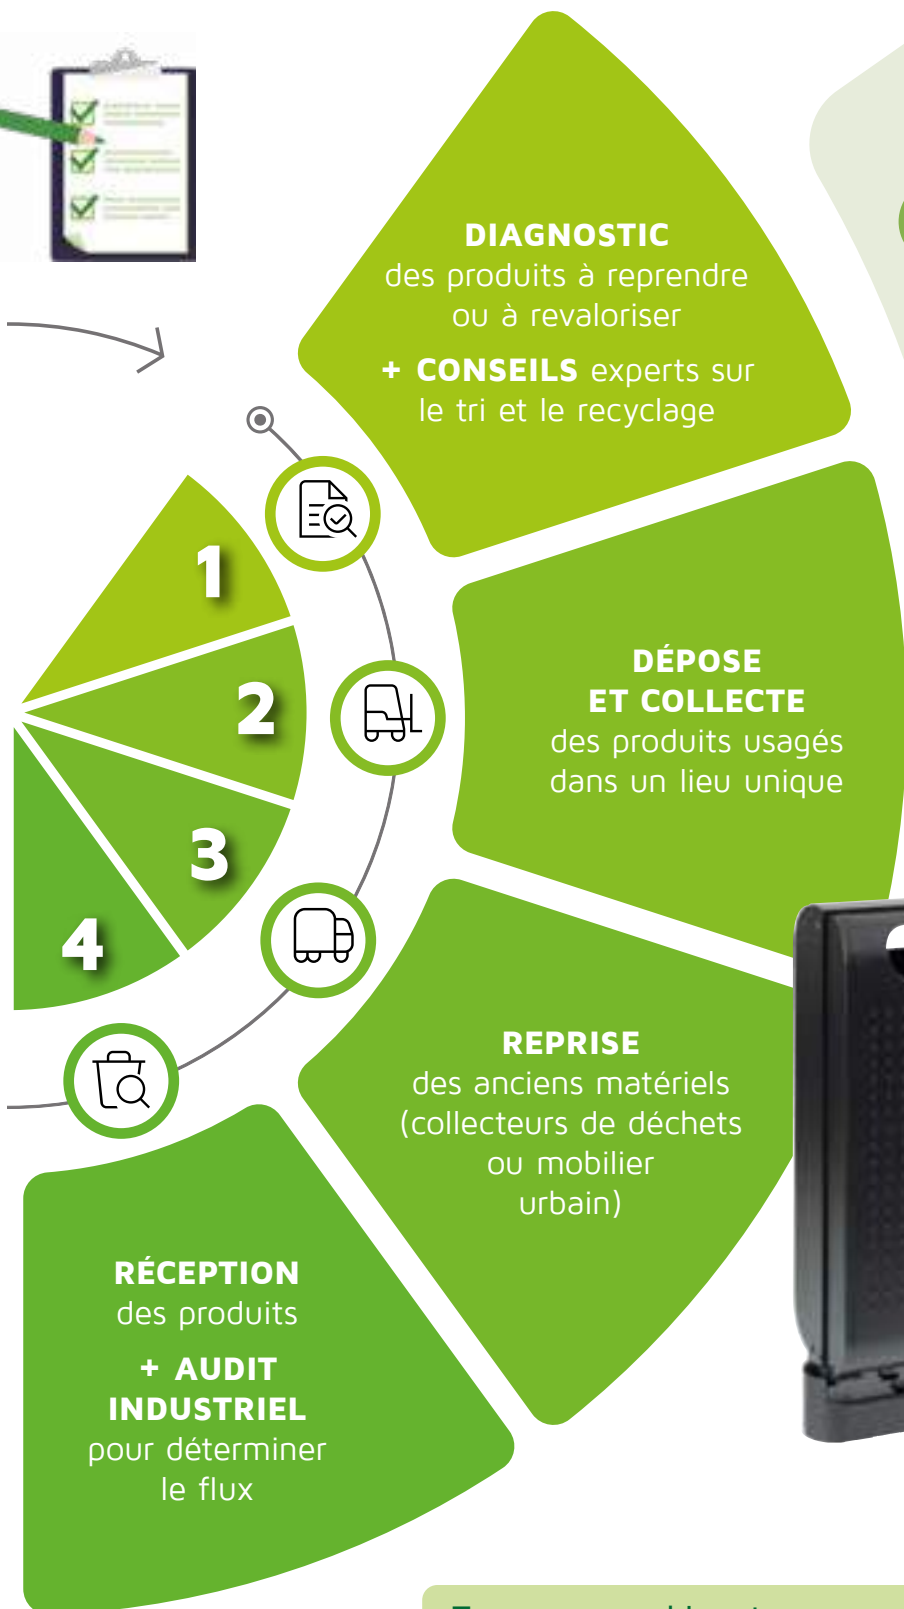 DIAGNOSTIC
des produits à reprendre
ou à revaloriser
+ CONSEILS experts sur
le tri et le recyclage
1
2
3
4
DÉPOSE
ET COLLECTE
des produits usagés
dans un lieu unique
REPRISE
des anciens matériels
(collecteurs de déchets
ou mobilier
urbain)
RÉCEPTION
des produits
+ AUDIT
INDUSTRIEL
pour déterminer
le flux